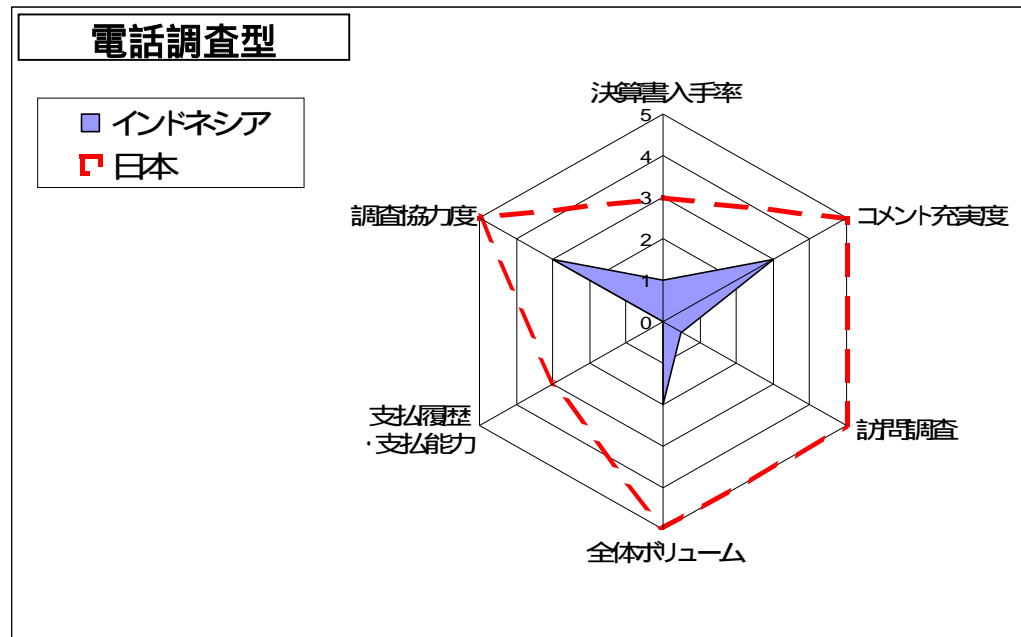 電話調査型
インドネシア
日本
決算書入手率
5
4
3
2
1
0
コメント充実度
訪問調査
全体ボリューム
支払履歴
・支払能力
調査協力度